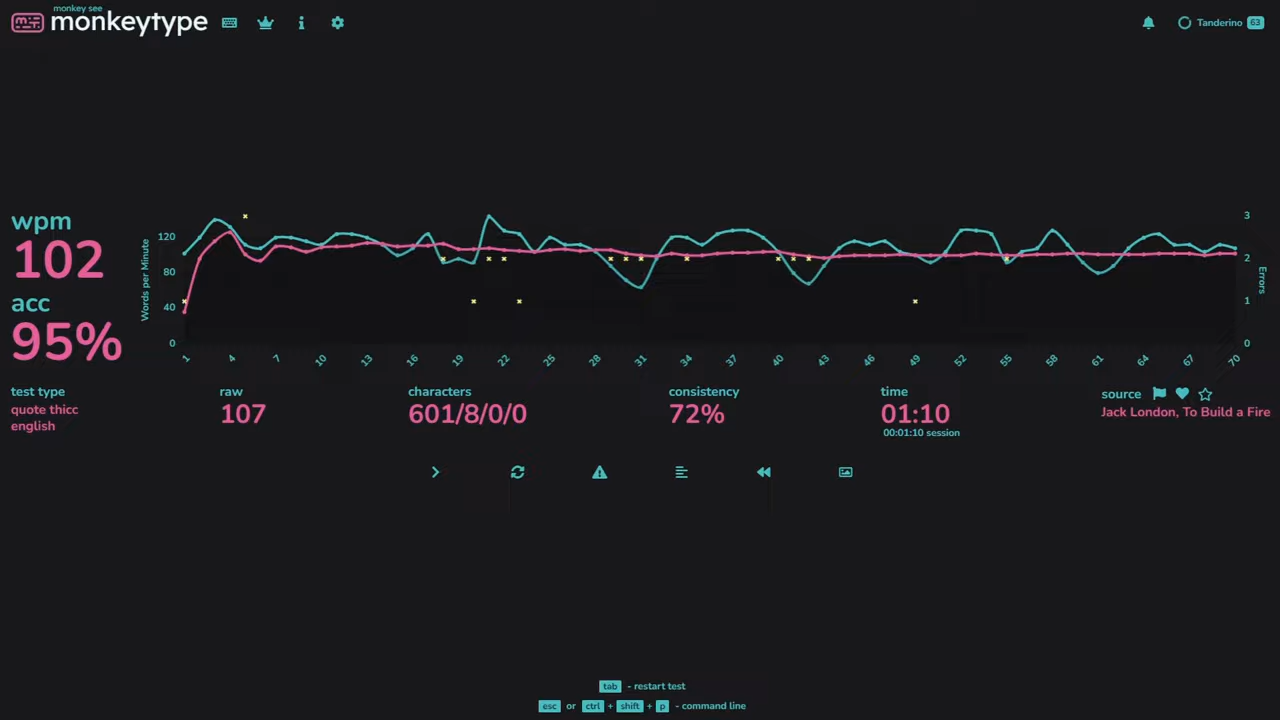 monkey see
monkeytype
Tanderino 63
wpm
102
acc
95%
Words per Minute
120
80
40
0
3
2
1
0
Errors
1 4 7 10 13 16 19 22 25 28 31 34 37 40 43 46 49 52 55 58 61 64 67 70
test type
quote thicc
english
raw
107
characters
601/8/0/0
consistency
72%
time
01:10
00:01:10 session
source
Jack London, To Build a Fire
tab - restart test
esc or ctrl + shift + p - command line